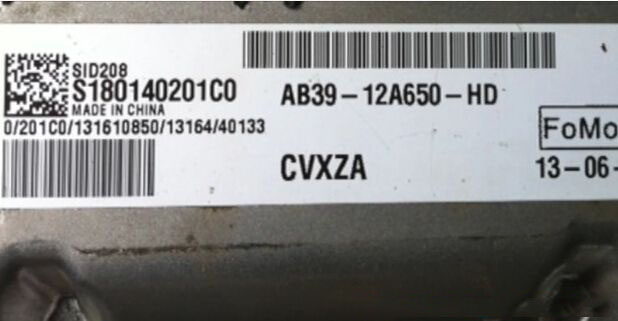 SID208
S180140201C0
MADE IN CHINA
0/201C0/131610850/13164/40133
AB39-12A650-HD
CVXZA
FoMo
13-06-